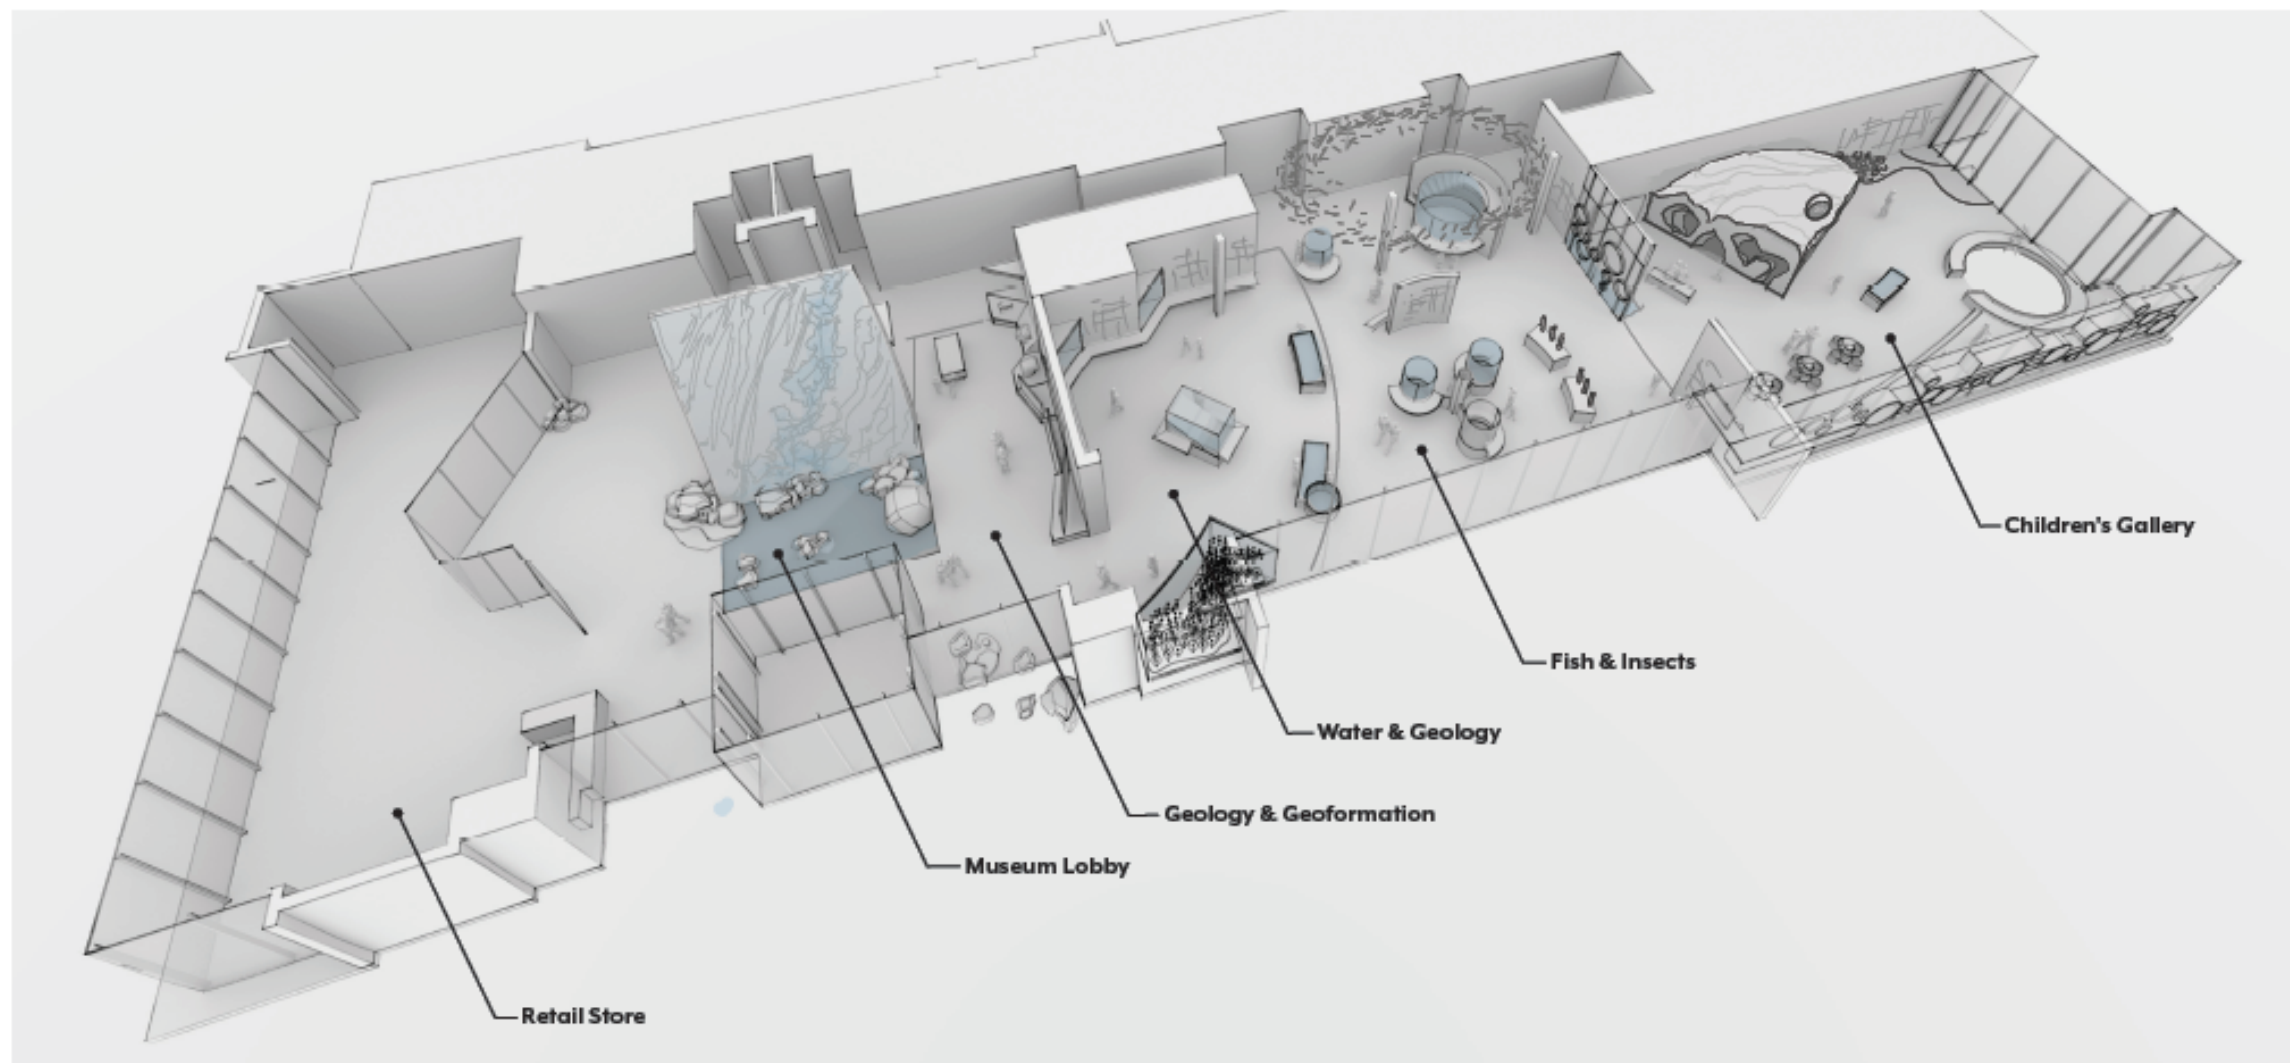 Children's Gallery
Fish & Insects
Water & Geology
Geology & Geoformation
Museum Lobby
Retail Store